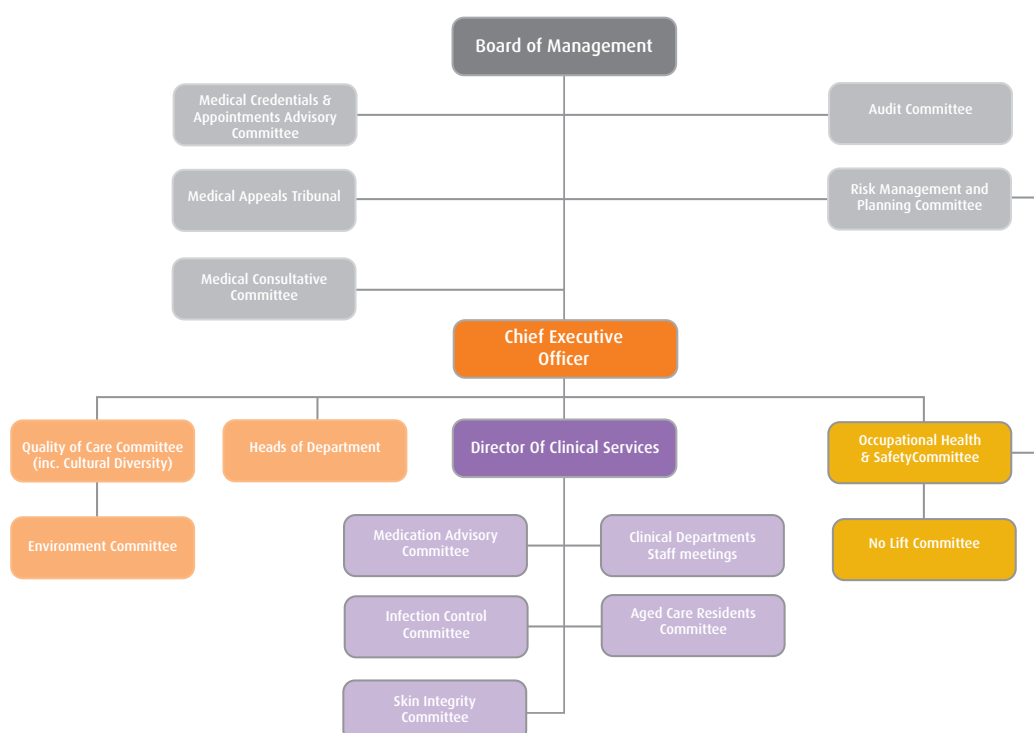 Board of Management
Medical Credentials &
Appointments Advisory
Committee
Audit Committee
Medical Appeals Tribunal
Risk Management and
Planning Committee
Medical Consultative
Committee
Chief Executive
Officer
Quality of Care Committee
(inc. Cultural Diversity)
Heads of Department
Director Of Clinical Services
Occupational Health
& SafetyCommittee
Environment Committee
Medication Advisory
Committee
Clinical Departments
Staff meetings
No Lift Committee
Infection Control
Committee
Aged Care Residents
Committee
Skin Integrity
Committee